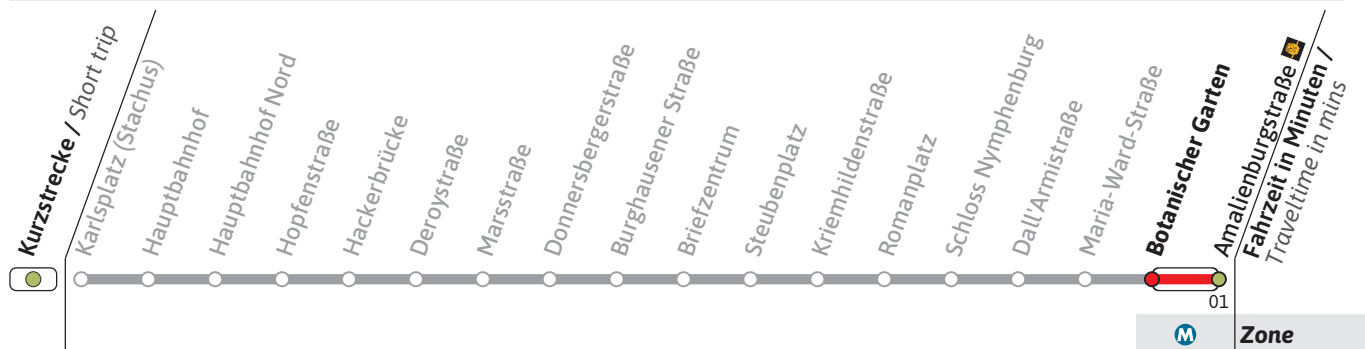 Kurzstrecke / Short trip
Karlsplatz (Stachus)
Hauptbahnhof
Hauptbahnhof Nord
Hopfenstraße
Hackerbrücke
Deroystraße
Marsstraße
Donnersbergerstraße
Burghausener Straße
Briefzentrum
Steubenplatz
Kriemhildenstraße
Romanplatz
Schloss Nymphenburg
Dall'Armistraße
Maria-Ward-Straße
Botanischer Garten
Amalienburgstraße
Fahrzeit in Minuten /
Traveltime in mins
01
M Zone